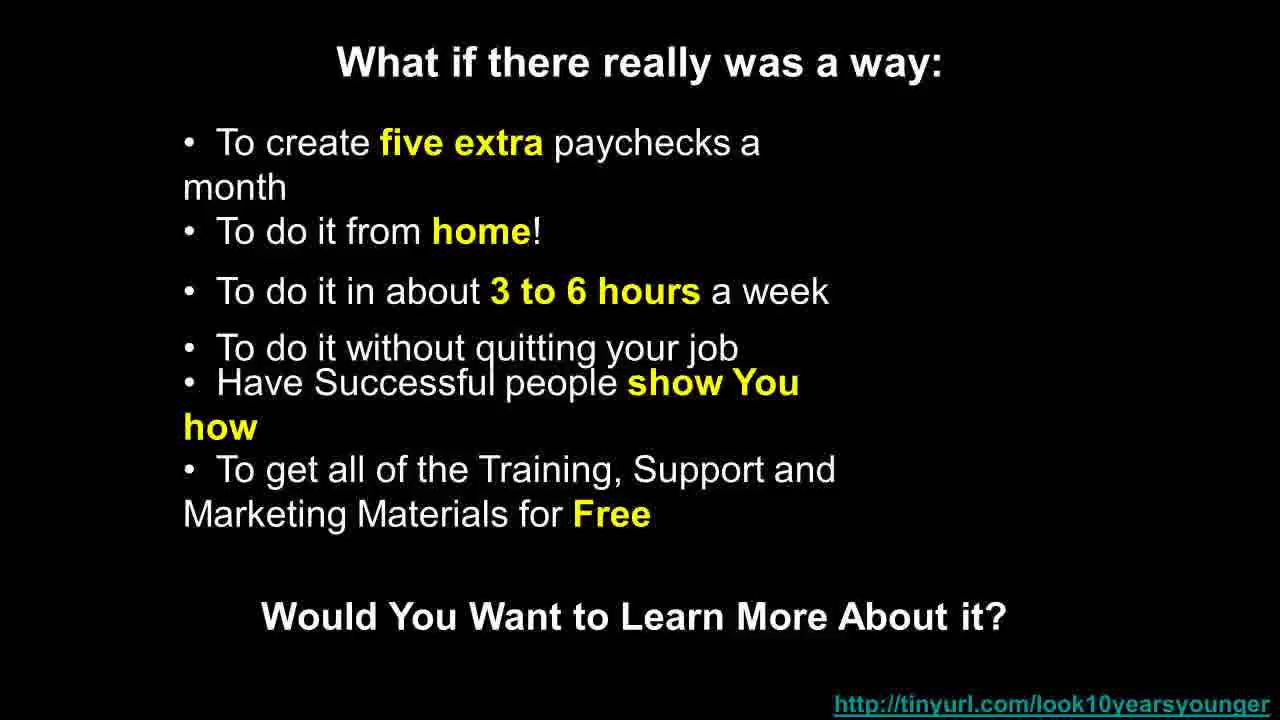 What if there really was a way:
• To create five extra paychecks a
month
• To do it from home!
• To do it in about 3 to 6 hours a week
• To do it without quitting your job
• Have Successful people show You
how
• To get all of the Training, Support and
Marketing Materials for Free
Would You Want to Learn More About it?
http://tinyurl.com/look10yearsyounger